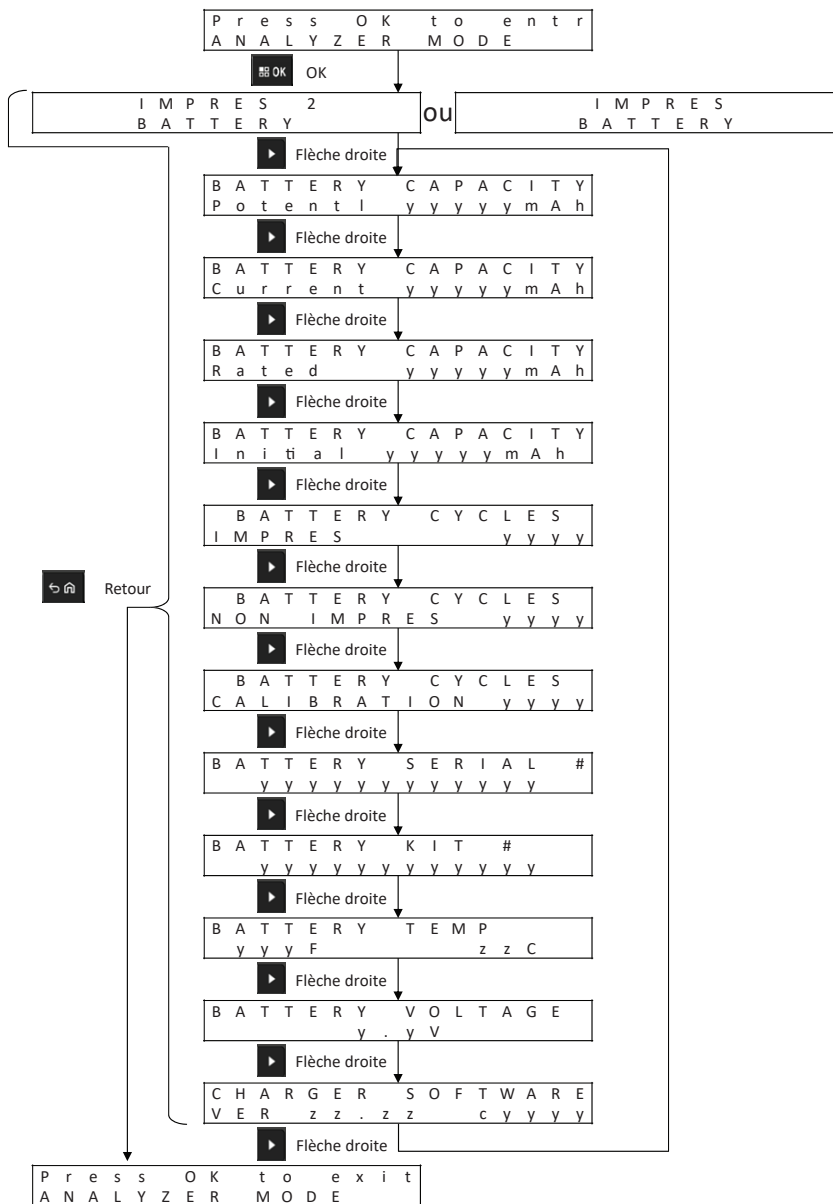 Press OK to entr
ANALYZER MODE
OK OK
IMPRES 2
BATTERY
ou
IMPRES
BATTERY
Flèche droite
BATTERY CAPACITY
Potentl yyyyymAh
Flèche droite
BATTERY CAPACITY
Current yyyyymAh
Flèche droite
BATTERY CAPACITY
Rated yyyyymAh
Flèche droite
BATTERY CAPACITY
Initial yyyyymAh
Flèche droite
BATTERY CYCLES
IMPRES yyyy
Flèche droite
Retour
BATTERY CYCLES
NON IMPRES yyyy
Flèche droite
BATTERY CYCLES
CALIBRATION yyyy
Flèche droite
BATTERY SERIAL #
yyyyyyyyyyyy
Flèche droite
BATTERY KIT #
yyyyyyyyyyyy
Flèche droite
BATTERY TEMP
yyyF zzC
Flèche droite
BATTERY VOLTAGE
y.yV
Flèche droite
CHARGER SOFTWARE
VER zz.zz cyyyy
Flèche droite
Press OK to exit
ANALYZER MODE